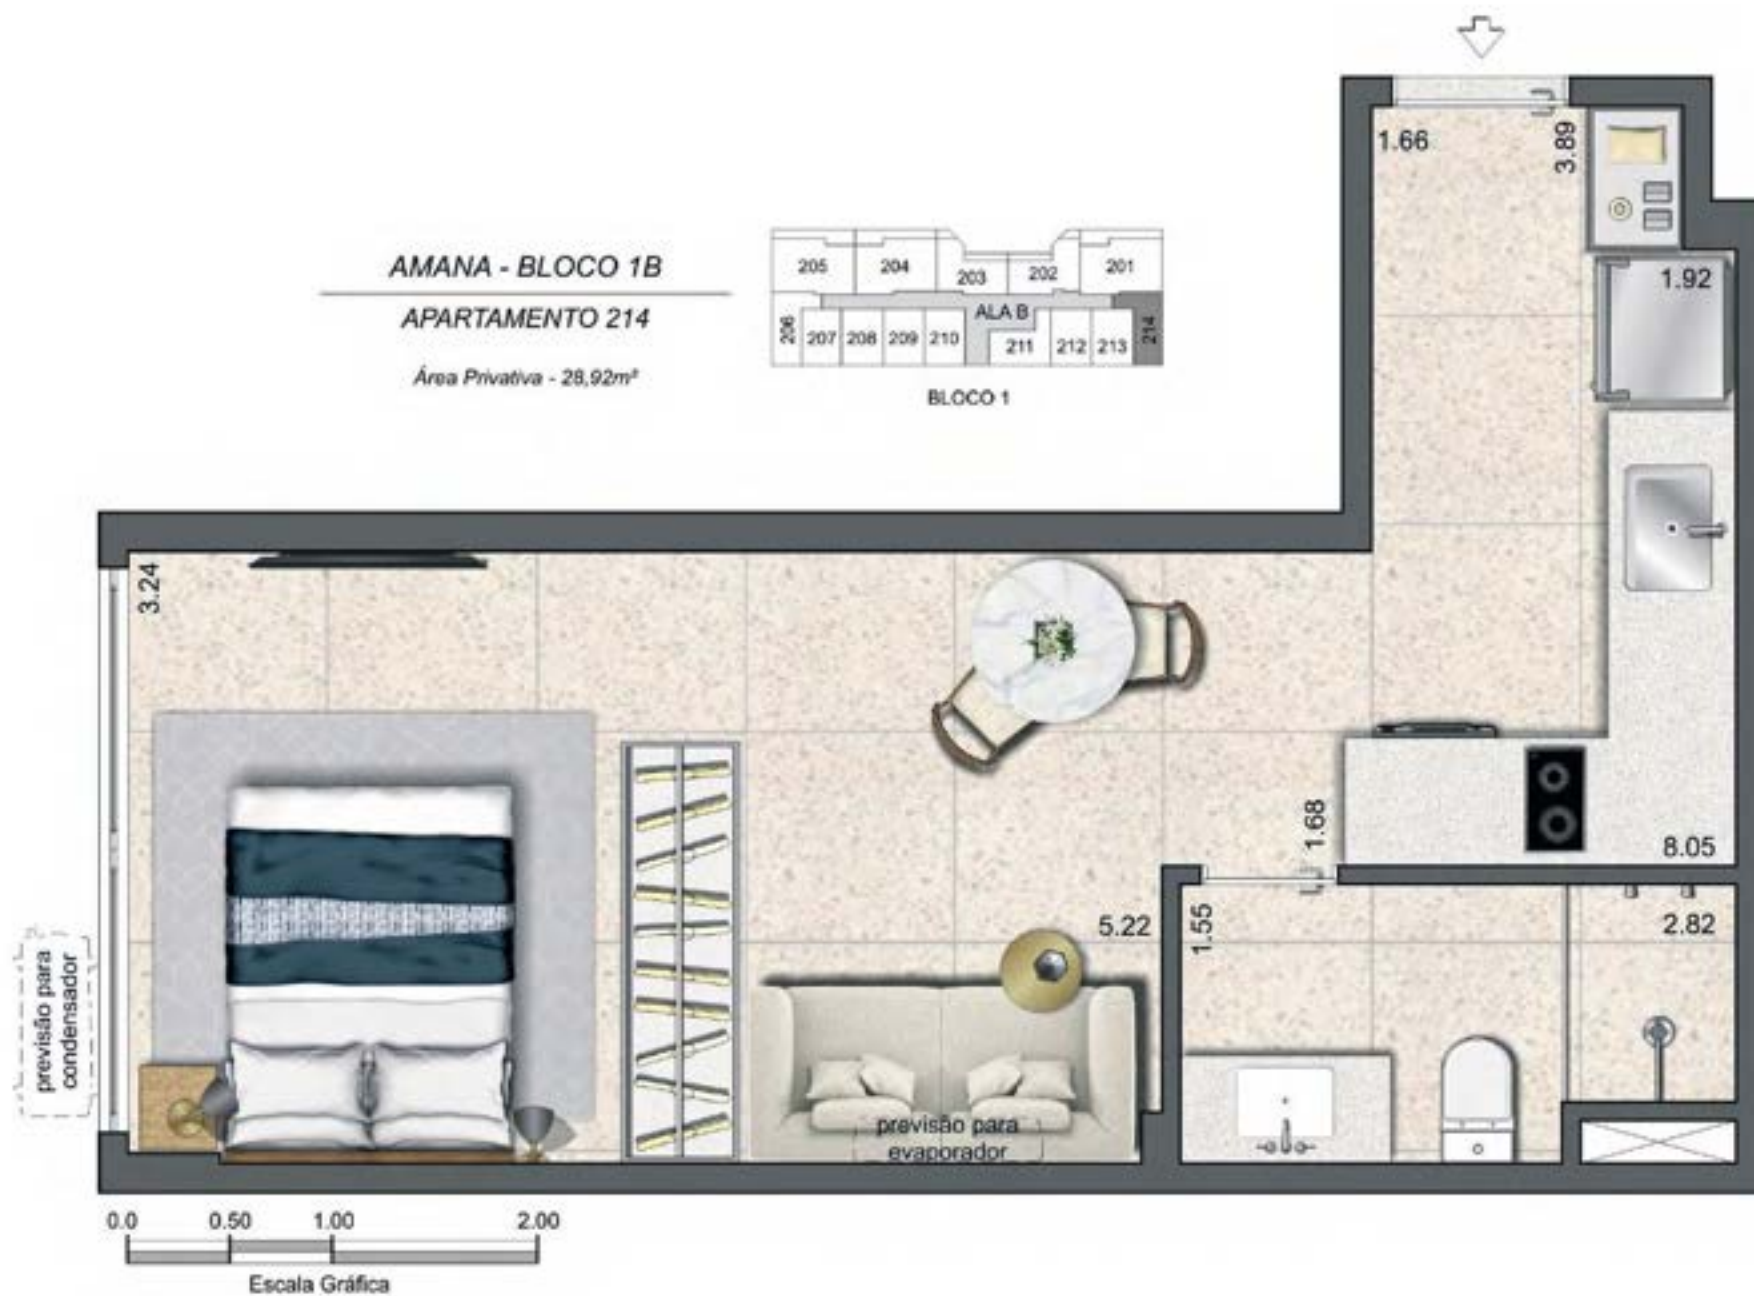 1.66
3.89
AMANA - BLOCO 1B
APARTAMENTO 214
Área Privativa - 28,92m²
205
204
203
202
201
ALA B
206
207
208
209
210
211
212
213
214
BLOCO 1
1.92
3.24
1.68
8.05
5.22
1.55
2.82
previsão para
condensador
previsão para
evaporador
0.0 0.50 1.00 2.00
Escala Gráfica